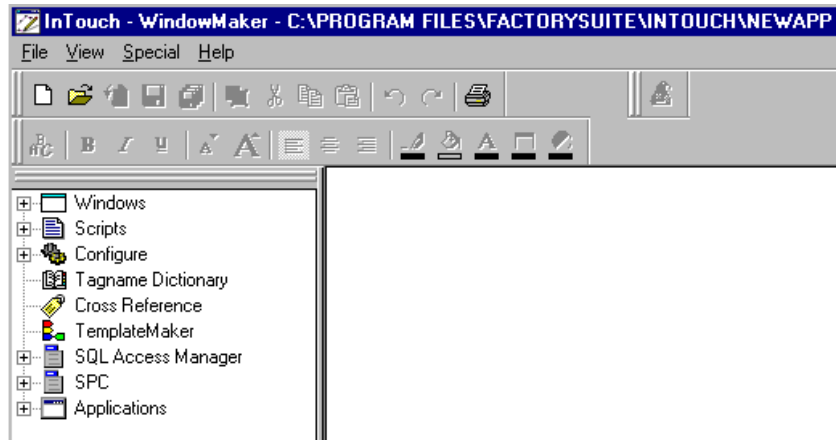 InTouch - WindowMaker - C:\PROGRAM FILES\FACTORYSUITE\INTOUCH\NEWAPP
File View Special Help
ABC B I U A A A
Windows
Scripts
Configure
Tagname Dictionary
Cross Reference
TemplateMaker
SQL Access Manager
SPC
Applications